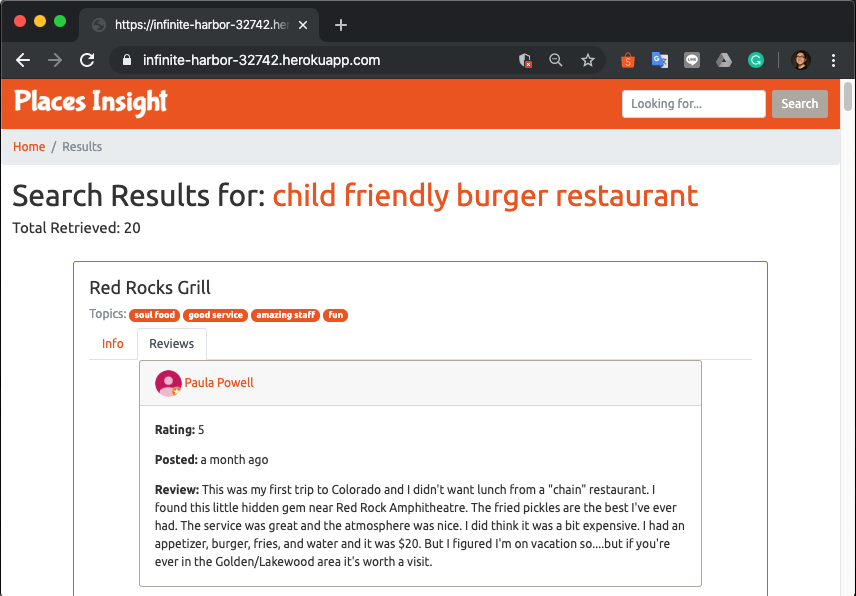 https://infinite-harbor-32742.he
infinite-harbor-32742.herokuapp.com
Places Insight
Looking for...
Search
Home / Results
Search Results for: child friendly burger restaurant
Total Retrieved: 20
Red Rocks Grill
Topics: soul food good service amazing staff fun
Info Reviews
Paula Powell
Rating: 5
Posted: a month ago
Review: This was my first trip to Colorado and I didn't want lunch from a "chain" restaurant. I
found this little hidden gem near Red Rock Amphitheatre. The fried pickles are the best I've ever
had. The service was great and the atmosphere was nice. I did think it was a bit expensive. I had an
appetizer, burger, fries, and water and it was $20. But I figured I'm on vacation so....but if you're
ever in the Golden/Lakewood area it's worth a visit.